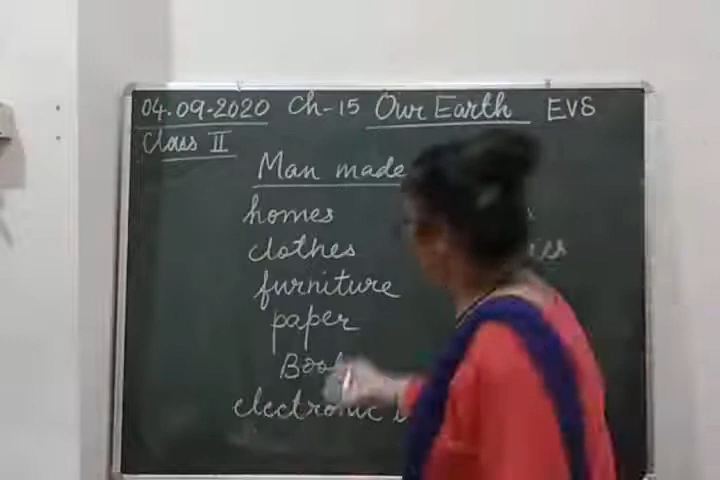 04.09.2020 Ch-15 Our Earth EVS
Class II
Man made
homes
clothes
furniture
paper
electronic